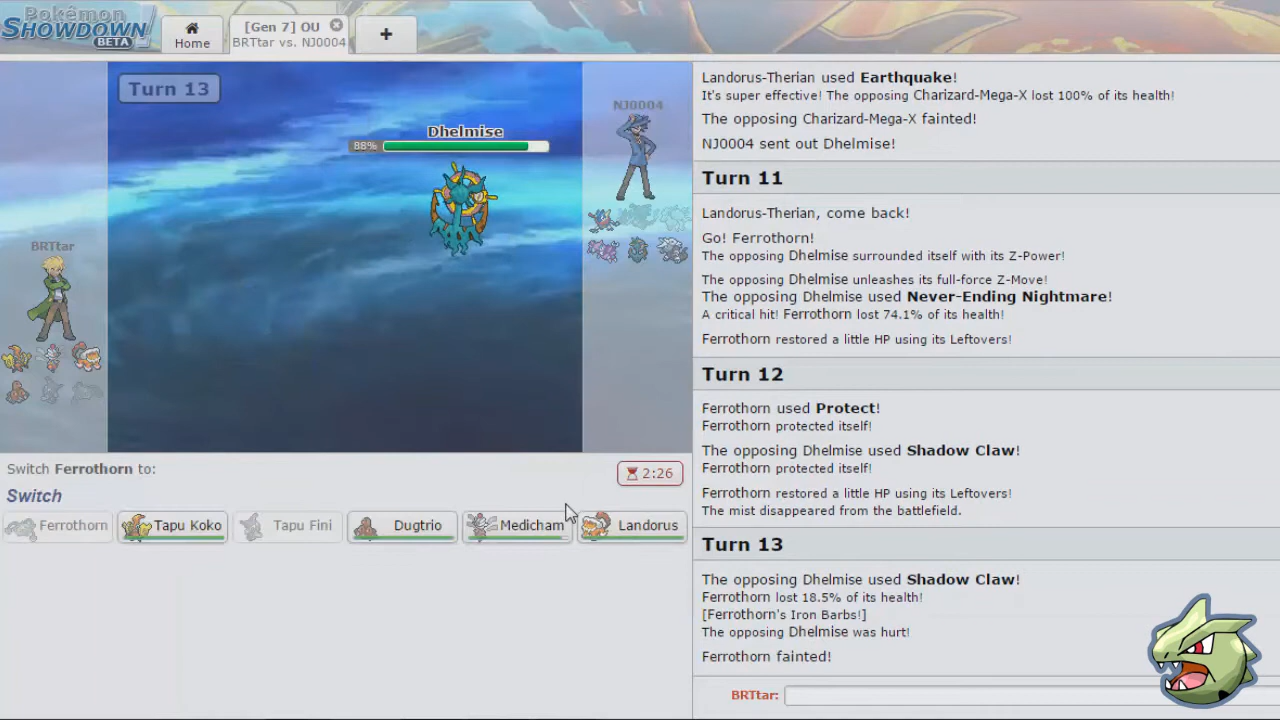 Pokémon
SHOWDOWN
BETA
Home
[Gen 7] OU
BRTtar vs. NJ0004
+
Turn 13
Dhelmise
88%
NJ0004
BRTtar
Switch Ferrothorn to:
2:26
Switch
Ferrothorn
Tapu Koko
Tapu Fini
Dugtrio
Medicham
Landorus
Landorus-Therian used Earthquake!
It's super effective! The opposing Charizard-Mega-X lost 100% of its health!
The opposing Charizard-Mega-X fainted!
NJ0004 sent out Dhelmise!
Turn 11
Landorus-Therian, come back!
Go! Ferrothorn!
The opposing Dhelmise surrounded itself with its Z-Power!
The opposing Dhelmise unleashes its full-force Z-Move!
The opposing Dhelmise used Never-Ending Nightmare!
A critical hit! Ferrothorn lost 74.1% of its health!
Ferrothorn restored a little HP using its Leftovers!
Turn 12
Ferrothorn used Protect!
Ferrothorn protected itself!
The opposing Dhelmise used Shadow Claw!
Ferrothorn protected itself!
Ferrothorn restored a little HP using its Leftovers!
The mist disappeared from the battlefield.
Turn 13
The opposing Dhelmise used Shadow Claw!
Ferrothorn lost 18.5% of its health!
[Ferrothorn's Iron Barbs!]
The opposing Dhelmise was hurt!
Ferrothorn fainted!
BRTtar: